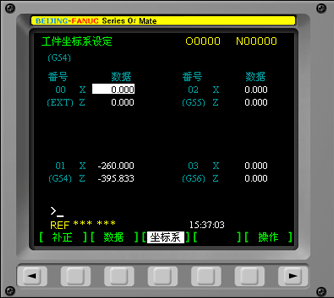 BEIJING-FANUC Series Oi Mate
工件坐标系设定 O0000 N00000
(G54)
番号 数据 番号 数据
00 X 0.000 02 X 0.000
(EXT) Z 0.000 (G55) Z 0.000
01 X -260.000 03 X 0.000
(G54) Z -395.833 (G56) Z 0.000
>_
REF *** *** 15:37:03
[ 补正 ][ 数据 ][ 坐标系 ][ ][ 操作 ]